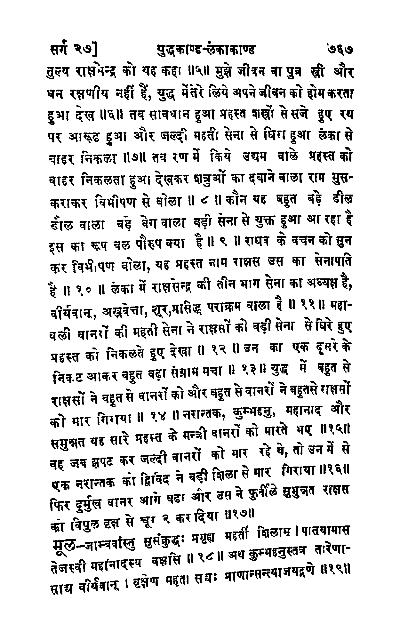 सर्ग २७]  युद्धकाण्ड-लंकाकाण्ड  ७६७
तुल्य राक्षसेन्द्र को यह कहा ॥५॥ मुझे जीवन वा पुत्र स्त्री और
धन रक्षणीय नहीं हैं, युद्ध में तेरे लिये अपने जीवन को होम करता
हुआ देख ॥६॥ तब सावधान हुआ प्रहस्त शस्त्रों से सजे हुए रथ
पर आरूढ हुआ और जल्दी महती सेना से घिरा हुआ लंका से
बाहर निकला ॥७॥ तब रण में किये उद्यम वाले प्रहस्त को
बाहर निकलता हुआ देखकर शत्रुओं का दबाने वाला राम मुस-
कराकर विभीषण से बोला ॥ ८ ॥ कौन यह बहुत बड़े डील
डौल वाला बड़े वेग वाला बड़ी सेना से युक्त हुआ आ रहा है
इस का रूप बल पौरुष क्या है ॥ ९ ॥ राघव के वचन को सुन
कर विभीषण बोला, यह प्रहस्त नाम राक्षस उस का सेनापति
है ॥ १० ॥ लंका में राक्षसेन्द्र की तीन भाग सेना का अध्यक्ष है,
वीर्यवान्, अस्त्रवेत्ता, शूर, प्रसिद्ध पराक्रम वाला है ॥ ११ ॥ महा-
बली वानरों की महती सेना ने राक्षसों की बड़ी सेना से घिरे हुए
प्रहस्त को निकलते हुए देखा ॥ १२ ॥ उन का एक दूसरे के
निकट आकर बहुत बड़ा संग्राम मचा ॥ १३ ॥ युद्ध में बहुत से
राक्षसों ने बहुत से वानरों को और बहुत से वानरों ने बहुतसे राक्षसों
को मार गिराया ॥ १४ ॥ नरान्तक, कुम्भहनु, महानाद और
समुन्नत यह सारे प्रहस्त के मन्त्री वानरों को मारते भए ॥१५॥
वह जब झपट कर जल्दी वानरों को मार रहे थे, तो उन में से
एक नरान्तक को द्विविद ने बड़ी शिला से मार गिराया ॥१६॥
फिर दुर्मुख वानर आगे बढा और उस ने फुर्तीले समुन्नत राक्षस
को विपुल वृक्ष से चूर २ कर दिया ॥१७॥
मूल–जाम्बवांस्तु सुसंक्रुद्धः प्रगृह्य महतीं शिलाम् । पातयामास
तेजस्वी महानादस्य वक्षसि ॥ १८ ॥ अथ कुम्भहनुस्तत्र तारेणा-
साद्य वीर्यवान् । वृक्षेण महता सद्यः प्राणान्सन्त्याजयद्रणे ॥१९॥